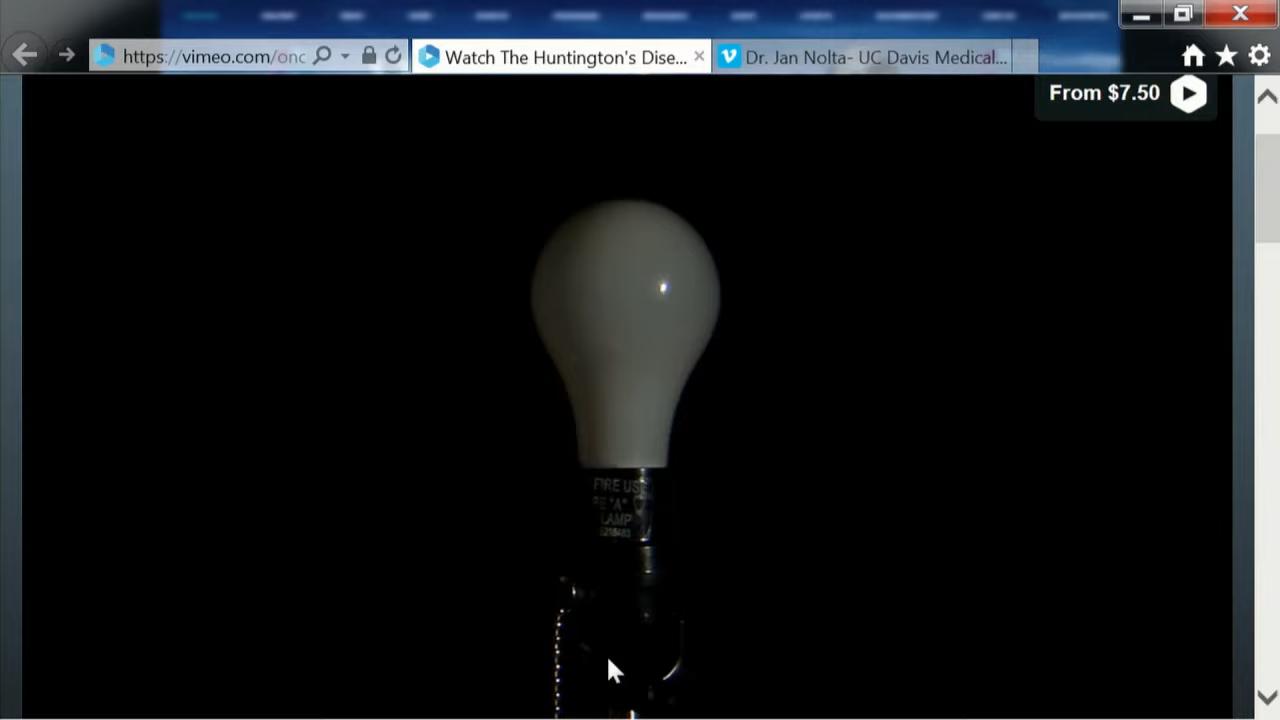 https://vimeo.com/onc
Watch The Huntington's Dise...
Dr. Jan Nolta- UC Davis Medical...
From $7.50
FIRE US
"A"
LAMP